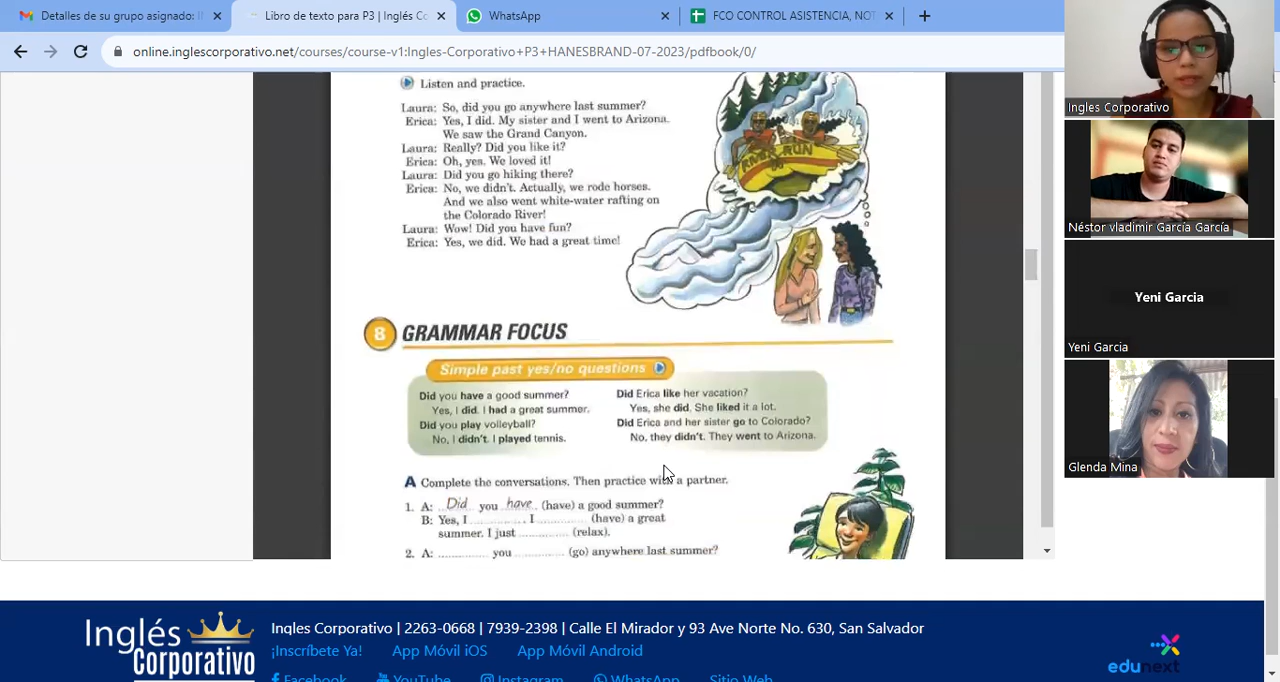 Detalles de su grupo asignado: I
Libro de texto para P3 | Inglés Co
WhatsApp
FCO CONTROL ASISTENCIA, NOT
online.inglescorporativo.net/courses/course-v1:Ingles-Corporativo+P3+HANESBRAND-07-2023/pdfbook/0/
Listen and practice.
Laura: So, did you go anywhere last summer?
Erica: Yes, I did. My sister and I went to Arizona.
We saw the Grand Canyon.
Laura: Really? Did you like it?
Erica: Oh, yes. We loved it!
Laura: Did you go hiking there?
Erica: No, we didn't. Actually, we rode horses.
And we also went white-water rafting on
the Colorado River!
Laura: Wow! Did you have fun?
Erica: Yes, we did. We had a great time!
RUN
8 GRAMMAR FOCUS
Simple past yes/no questions
Did you have a good summer?
Yes, I did. I had a great summer.
Did you play volleyball?
No, I didn't. I played tennis.
Did Erica like her vacation?
Yes, she did. She liked it a lot.
Did Erica and her sister go to Colorado?
No, they didn't. They went to Arizona.
A Complete the conversations. Then practice with a partner.
1. A: Did you have (have) a good summer?
B: Yes, I ............ . I ............ (have) a great
summer. I just ............ (relax).
2. A: ............ you ............ (go) anywhere last summer?
Ingles Corporativo
Néstor vladímir García García
Yeni Garcia
Yeni Garcia
Glenda Mina
Inglés
Corporativo
Ingles Corporativo | 2263-0668 | 7939-2398 | Calle El Mirador y 93 Ave Norte No. 630, San Salvador
¡Inscríbete Ya! App Móvil iOS App Móvil Android
Facebook YouTube Instagram WhatsApp Sitio Web
edunext